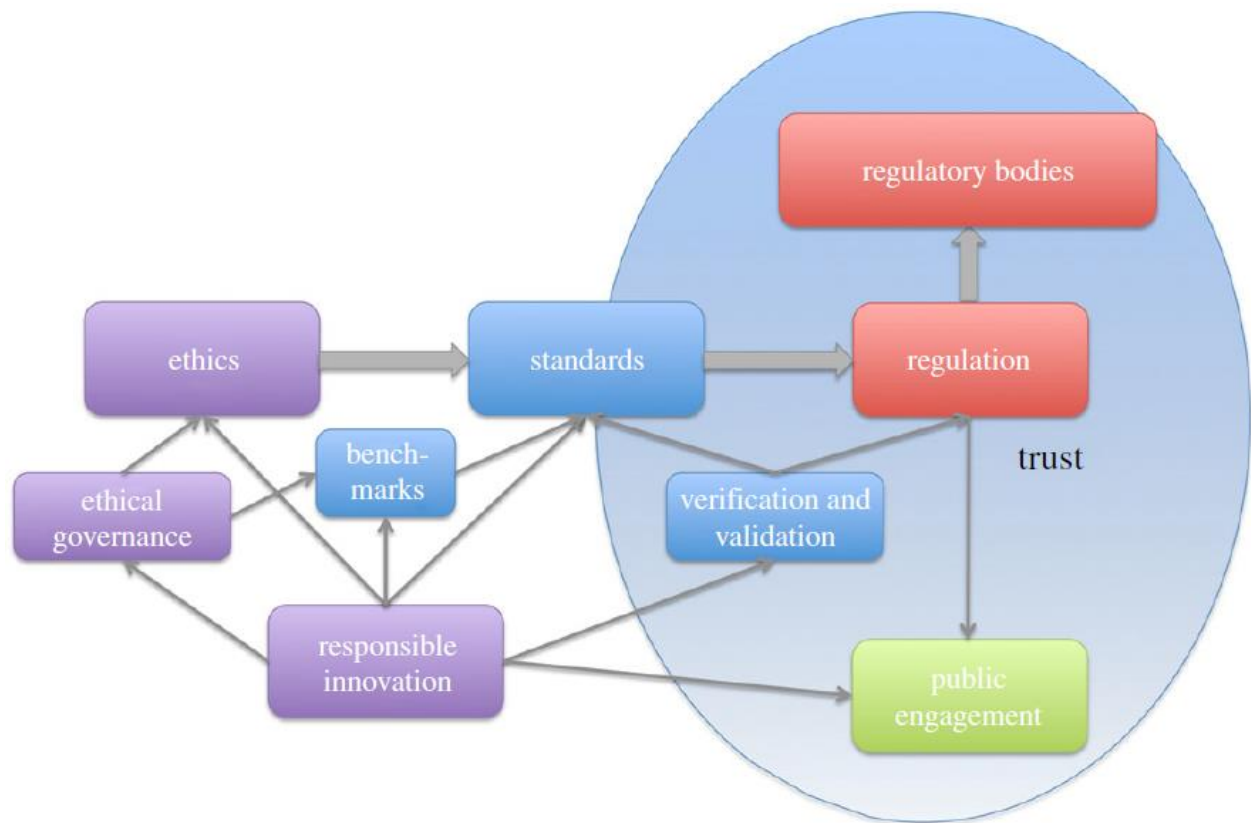 regulatory bodies
ethics
standards
regulation
bench-
marks
trust
ethical
governance
verification and
validation
responsible
innovation
public
engagement